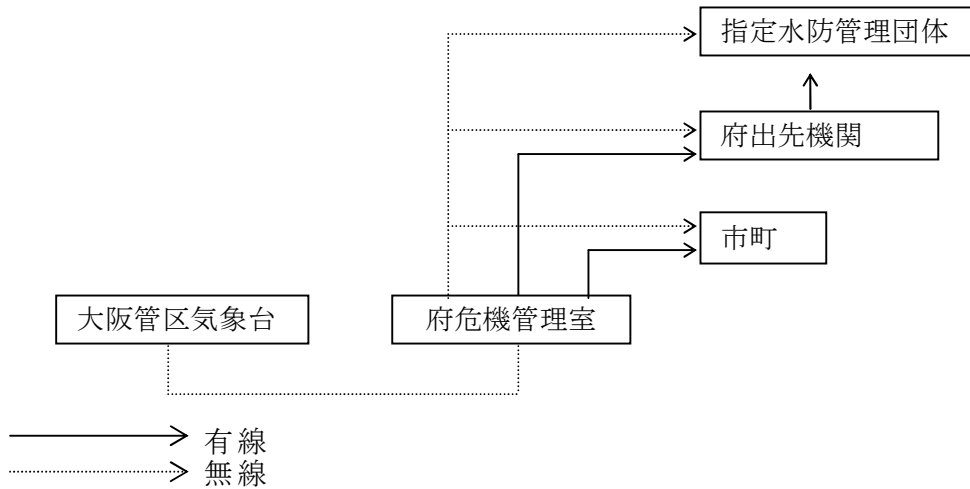 指定水防管理団体
府出先機関
市町
大阪管区気象台
府危機管理室
有線
無線